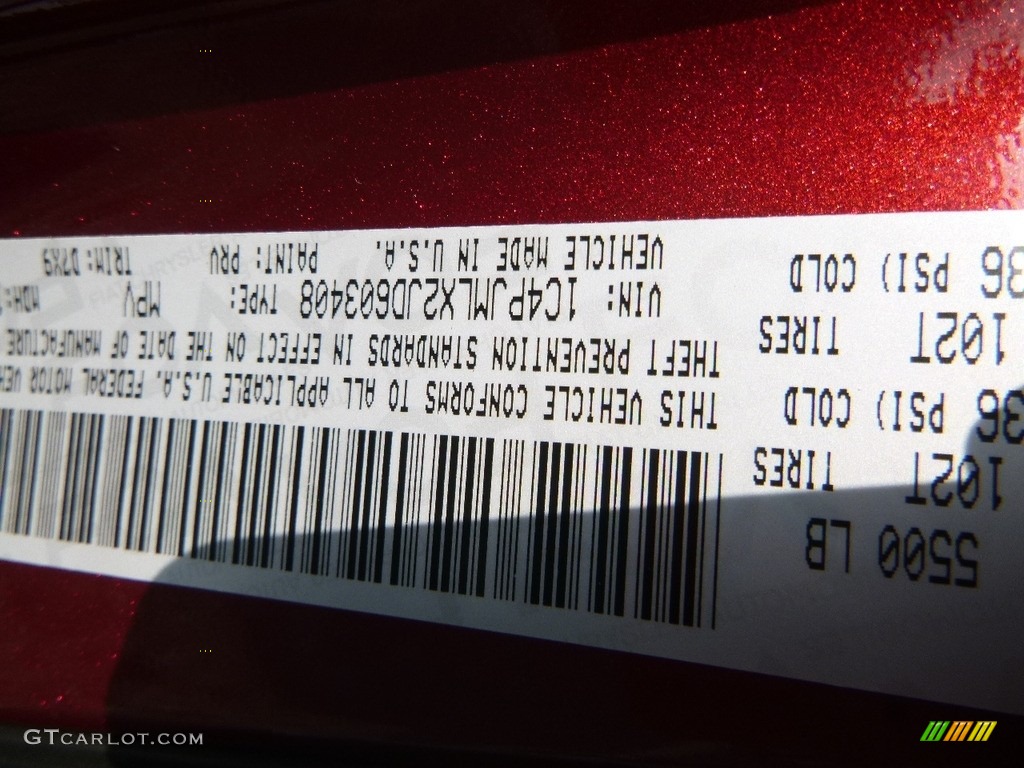 5500 LB
102T TIRES
36 PSI) COLD
102T TIRES
36 PSI) COLD
THIS VEHICLE CONFORMS TO ALL APPLICABLE U.S.A. FEDERAL MOTOR
THEFT PREVENTION STANDARDS IN EFFECT ON THE DATE OF MANUFACTURE
VIN: 1C4PJMLX2JD603408 TYPE: MPV MDH:
VEHICLE MADE IN U.S.A. PAINT: PRV TRIM: D7X9
GTCARLOT.COM